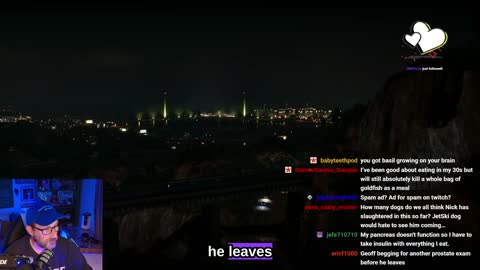 just followed!
babyteethpod you got basil growing on your brain
I've been good about eating in my 30s but
will still absolutely kill a whole bag of
goldfish as a meal
Spam ad? Ad for spam on twitch?
How many dogs do we all think Nick has
slaughtered in this so far? JetSki dog
would hate to see him coming…
jefe710710 My pancreas doesn't function so I have
to take insulin with everything I eat.
ericf1000 Geoff begging for another prostate exam
before he leaves
he leaves